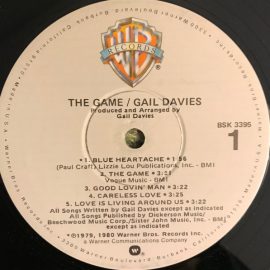 WB
RECORDS
THE GAME / GAIL DAVIES
Produced and Arranged by
Gail Davies
BSK 3395
1
*1. BLUE HEARTACHE • 1:56
(Paul Craft) Lizzie Lou Publications, Inc. - BMI
*2. THE GAME • 3:21
Vogue Music - BMI
3. GOOD LOVIN' MAN • 3:22
4. CARELESS LOVE • 3:25
5. LOVE IS LIVING AROUND US • 3:22
All Songs Written by Gail Davies except as indicated
All Songs Published by Dickerson Music/
Beechwood Music Corp./Sister John Music, Inc. - BMI
except as indicated
©1979, 1980 Warner Bros. Records Inc.
a Warner Communications Company